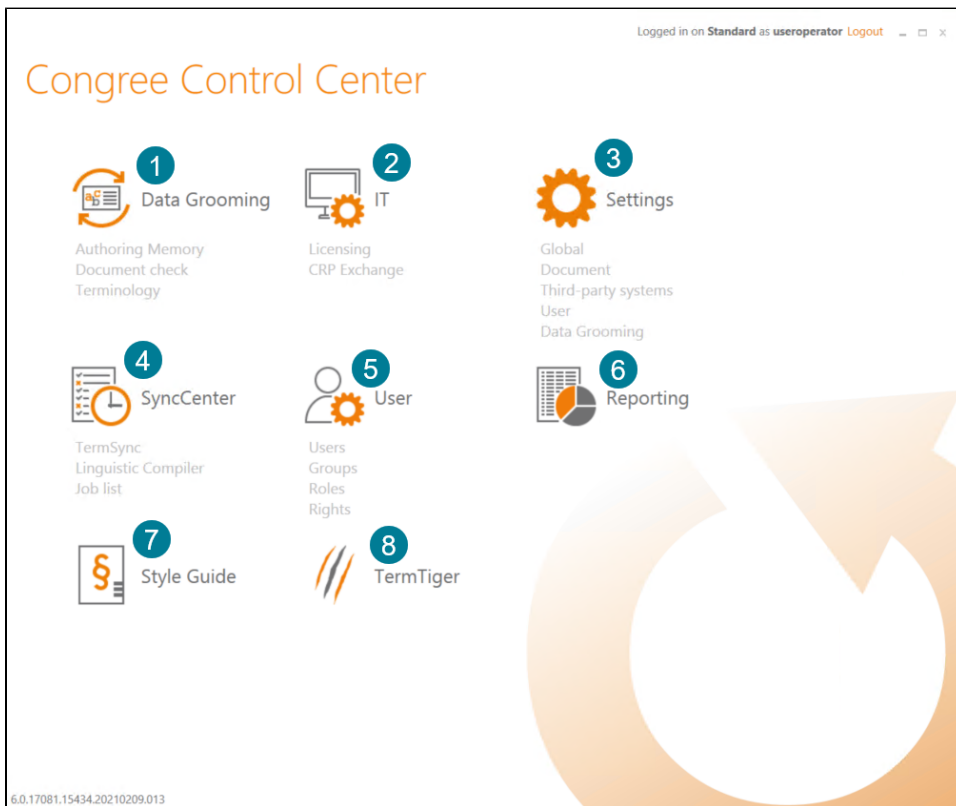 Logged in on Standard as useroperator Logout
Congree Control Center
1
Data Grooming
Authoring Memory
Document check
Terminology
2
IT
Licensing
CRP Exchange
3
Settings
Global
Document
Third-party systems
User
Data Grooming
4
SyncCenter
TermSync
Linguistic Compiler
Job list
5
User
Users
Groups
Roles
Rights
6
Reporting
7
§
Style Guide
8
TermTiger
6.0.17081.15434.20210209.013